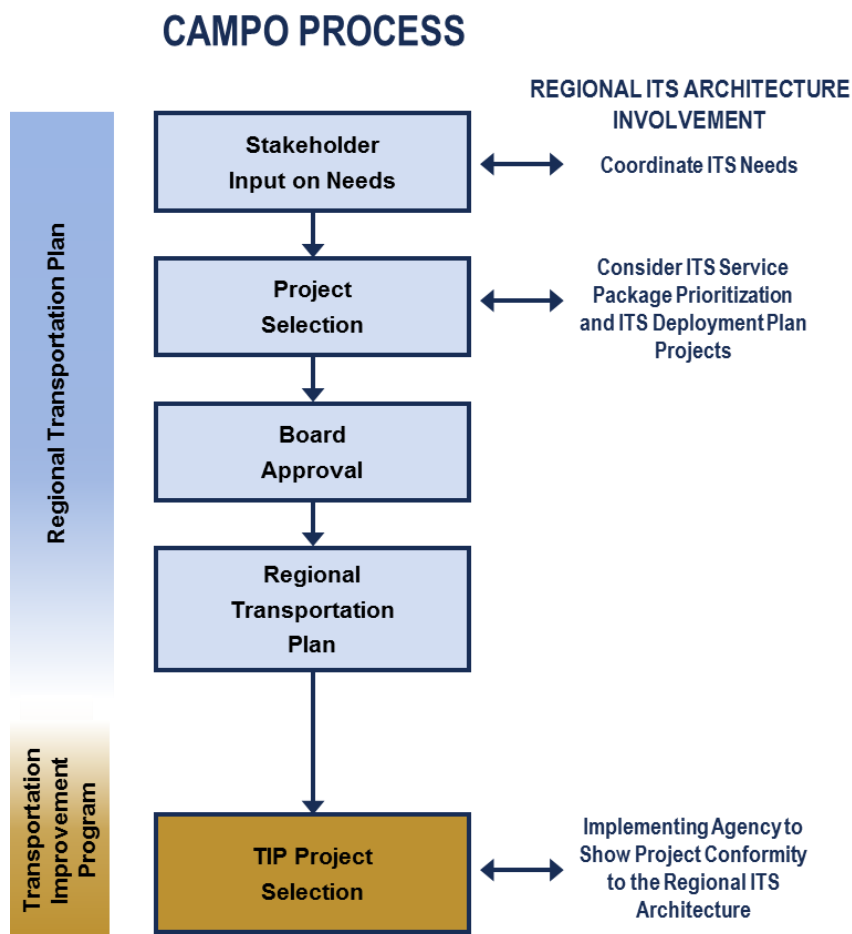 CAMPO PROCESS
REGIONAL ITS ARCHITECTURE
INVOLVEMENT
Regional Transportation Plan
Stakeholder
Input on Needs
Coordinate ITS Needs
Project
Selection
Consider ITS Service
Package Prioritization
and ITS Deployment Plan
Projects
Board
Approval
Regional
Transportation
Plan
Transportation
Improvement
Program
TIP Project
Selection
Implementing Agency to
Show Project Conformity
to the Regional ITS
Architecture